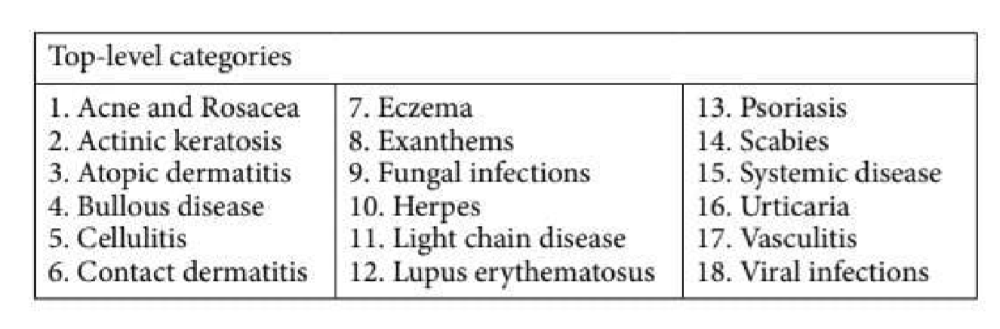 Top-level categories
1. Acne and Rosacea
2. Actinic keratosis
3. Atopic dermatitis
4. Bullous disease
5. Cellulitis
6. Contact dermatitis
7. Eczema
8. Exanthems
9. Fungal infections
10. Herpes
11. Light chain disease
12. Lupus erythematosus
13. Psoriasis
14. Scabies
15. Systemic disease
16. Urticaria
17. Vasculitis
18. Viral infections